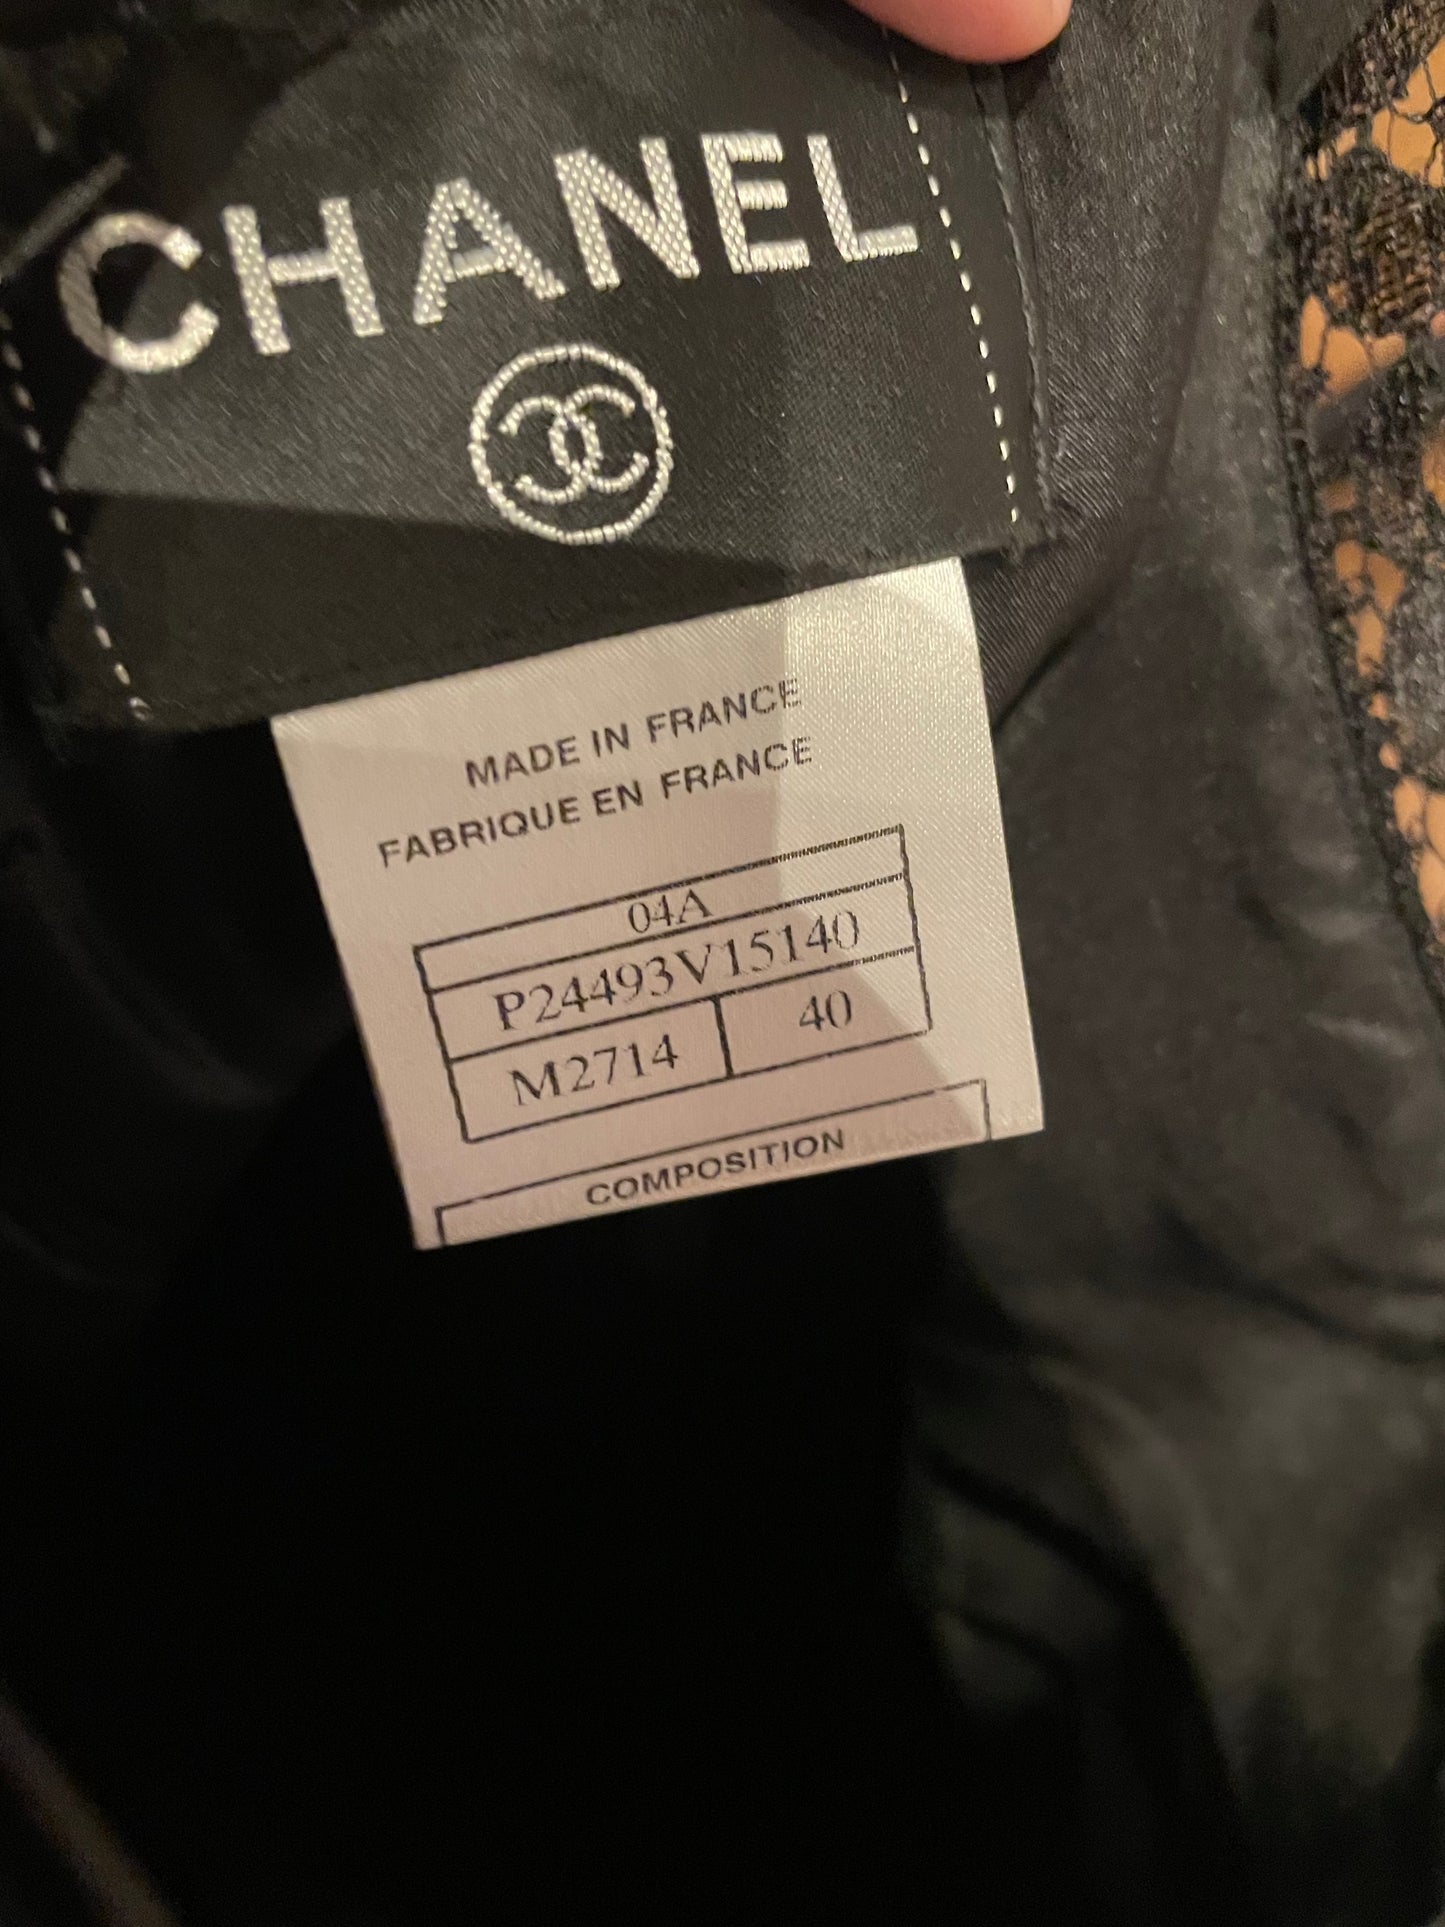 CHANEL
MADE IN FRANCE
FABRIQUE EN FRANCE
04A
P24493V15140
M2714 40
COMPOSITION